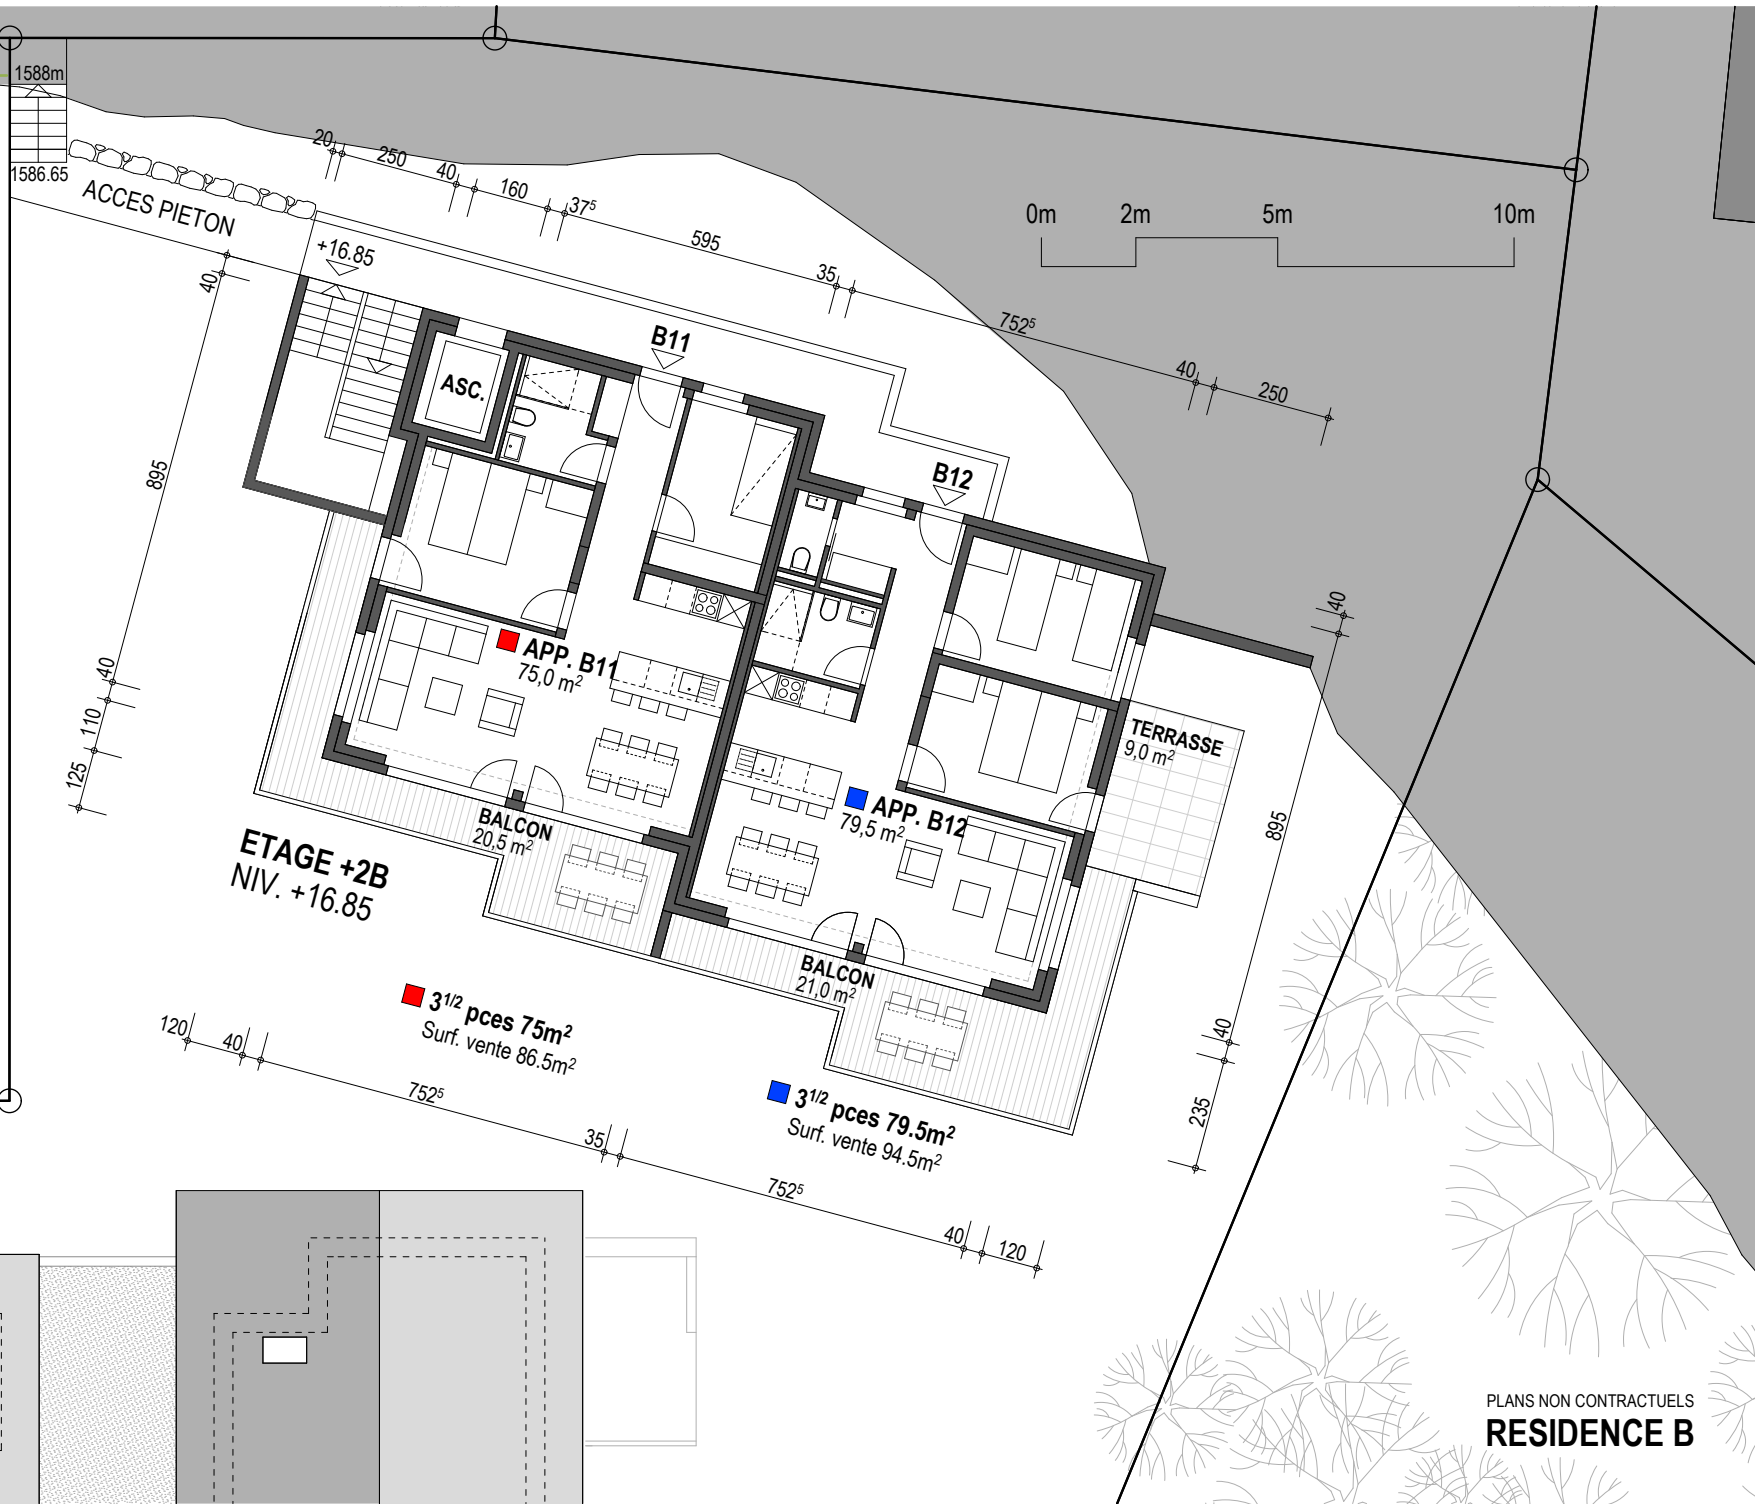 1588m
1586.65
ACCES PIETON
20
250
40
160
37⁵
595
35
752⁵
40
250
0m 2m 5m 10m
+16.85
40
895
40
110
125
B11
ASC.
B12
APP. B11
75,0 m²
TERRASSE
9,0 m²
APP. B12
79,5 m²
BALCON
20,5 m²
BALCON
21,0 m²
40
895
40
235
ETAGE +2B
NIV. +16.85
3¹/² pces 75m²
Surf. vente 86.5m²
3¹/² pces 79.5m²
Surf. vente 94.5m²
120
40
752⁵
35
752⁵
40
120
PLANS NON CONTRACTUELS
RESIDENCE B